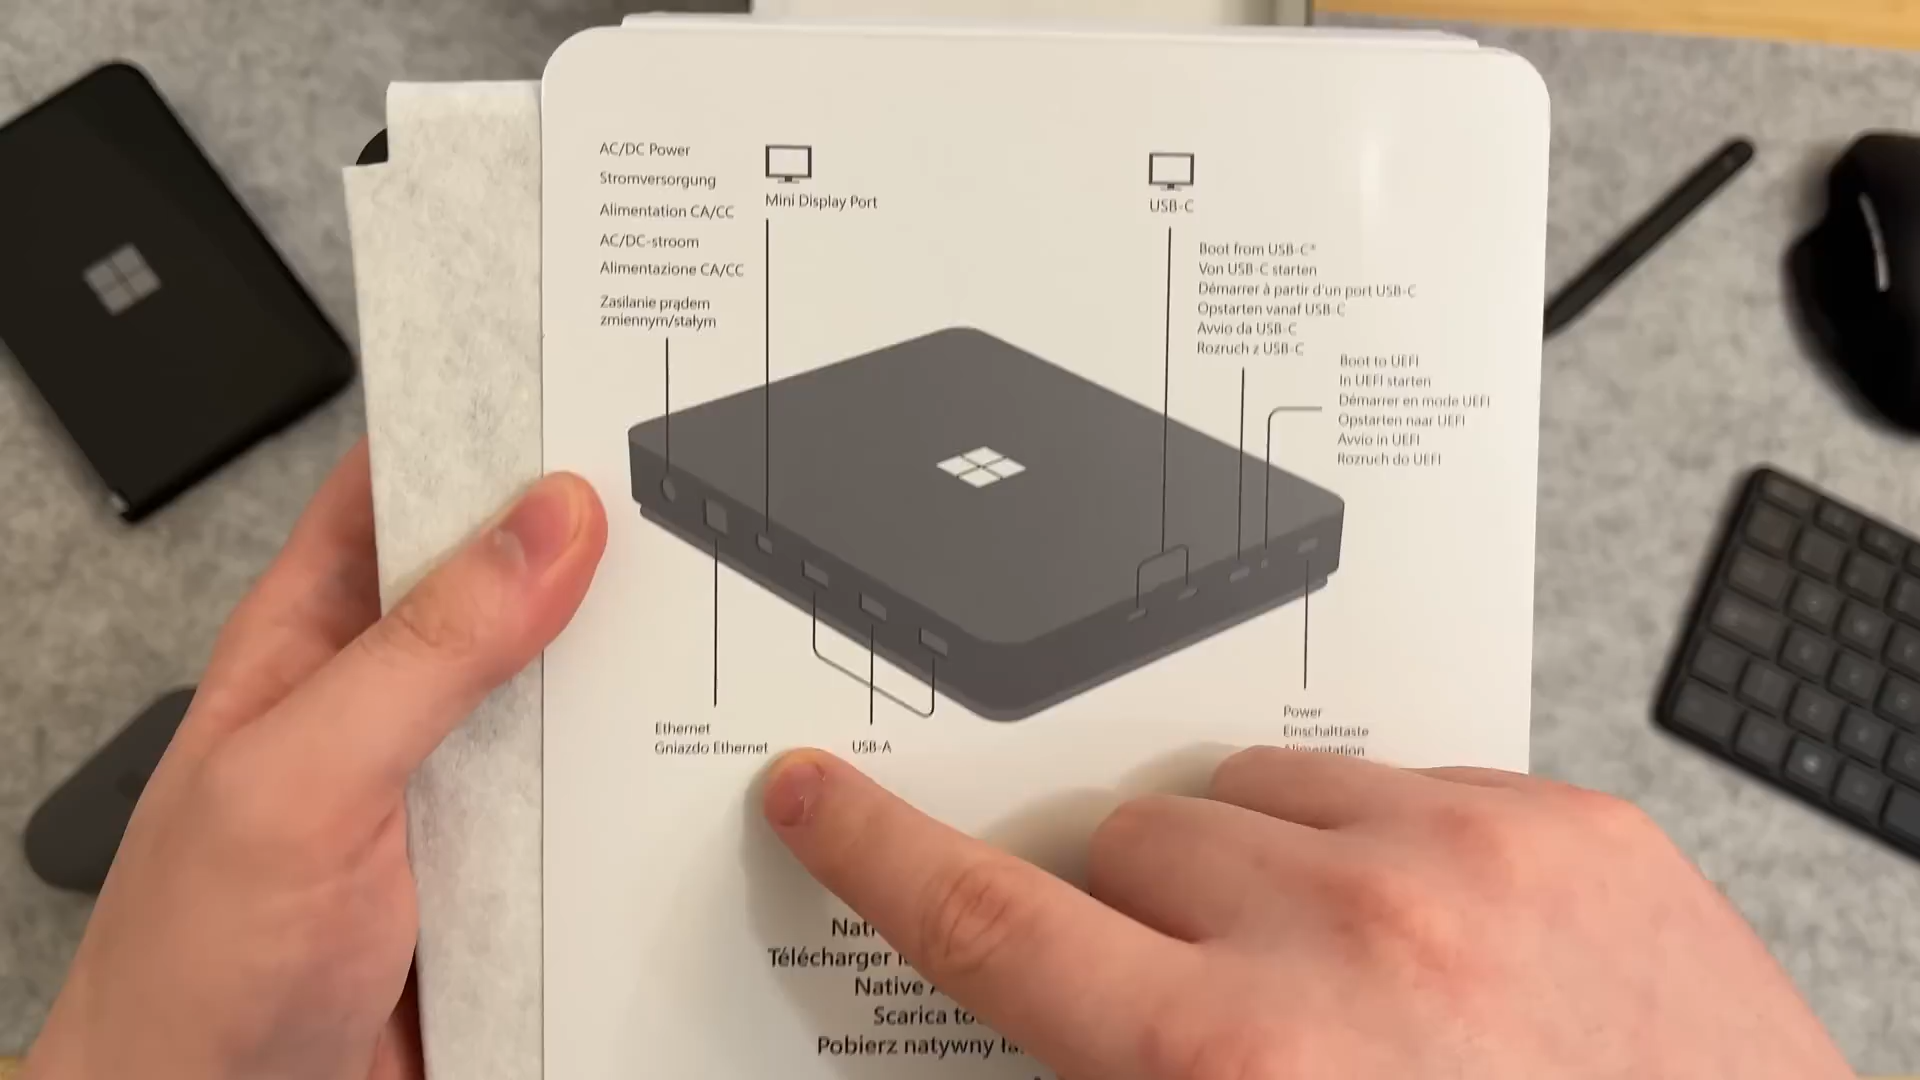 AC/DC Power
Stromversorgung
Alimentation CA/CC
AC/DC-stroom
Alimentazione CA/CC
Zasilanie prądem
zmiennym/stałym
Mini Display Port
USB-C
Boot from USB-C*
Von USB-C starten
Démarrer à partir d'un port USB-C
Opstarten vanaf USB-C
Avvio da USB-C
Rozruch z USB-C
Boot to UEFI
In UEFI starten
Démarrer en mode UEFI
Opstarten naar UEFI
Avvio in UEFI
Rozruch do UEFI
Ethernet
Gniazdo Ethernet
USB-A
Power
Einschalttaste
Alimentation
Télécharger
Native
Scarica
Pobierz natywny